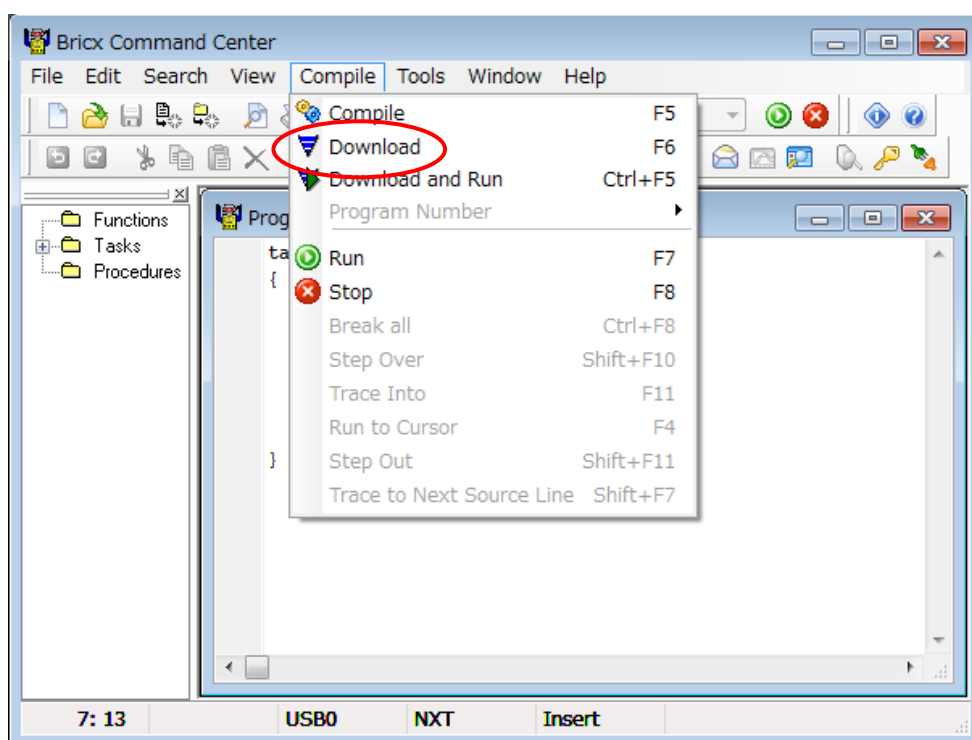 Bricx Command Center
File Edit Search View Compile Tools Window Help
Compile F5
Download F6
Download and Run Ctrl+F5
Program Number
Run F7
Stop F8
Break all Ctrl+F8
Step Over Shift+F10
Trace Into F11
Run to Cursor F4
Step Out Shift+F11
Trace to Next Source Line Shift+F7
Functions
Tasks
Procedures
Prog
ta
{
}
7: 13 USB0 NXT Insert